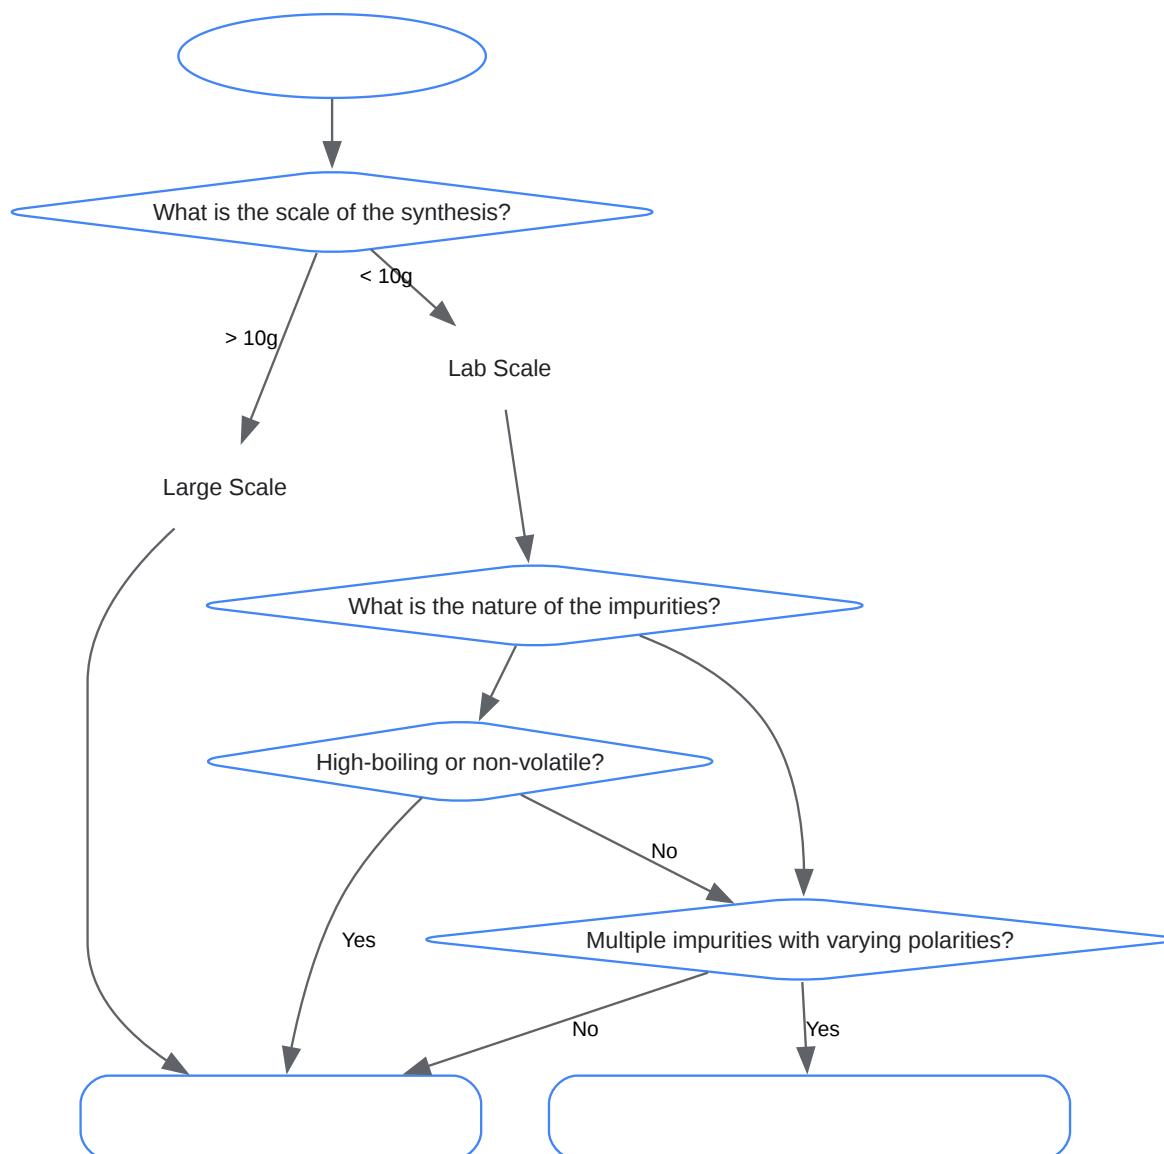 What is the scale of the synthesis?
< 10g
> 10g
Lab Scale
Large Scale
What is the nature of the impurities?
High-boiling or non-volatile?
No
Yes
Multiple impurities with varying polarities?
No
Yes